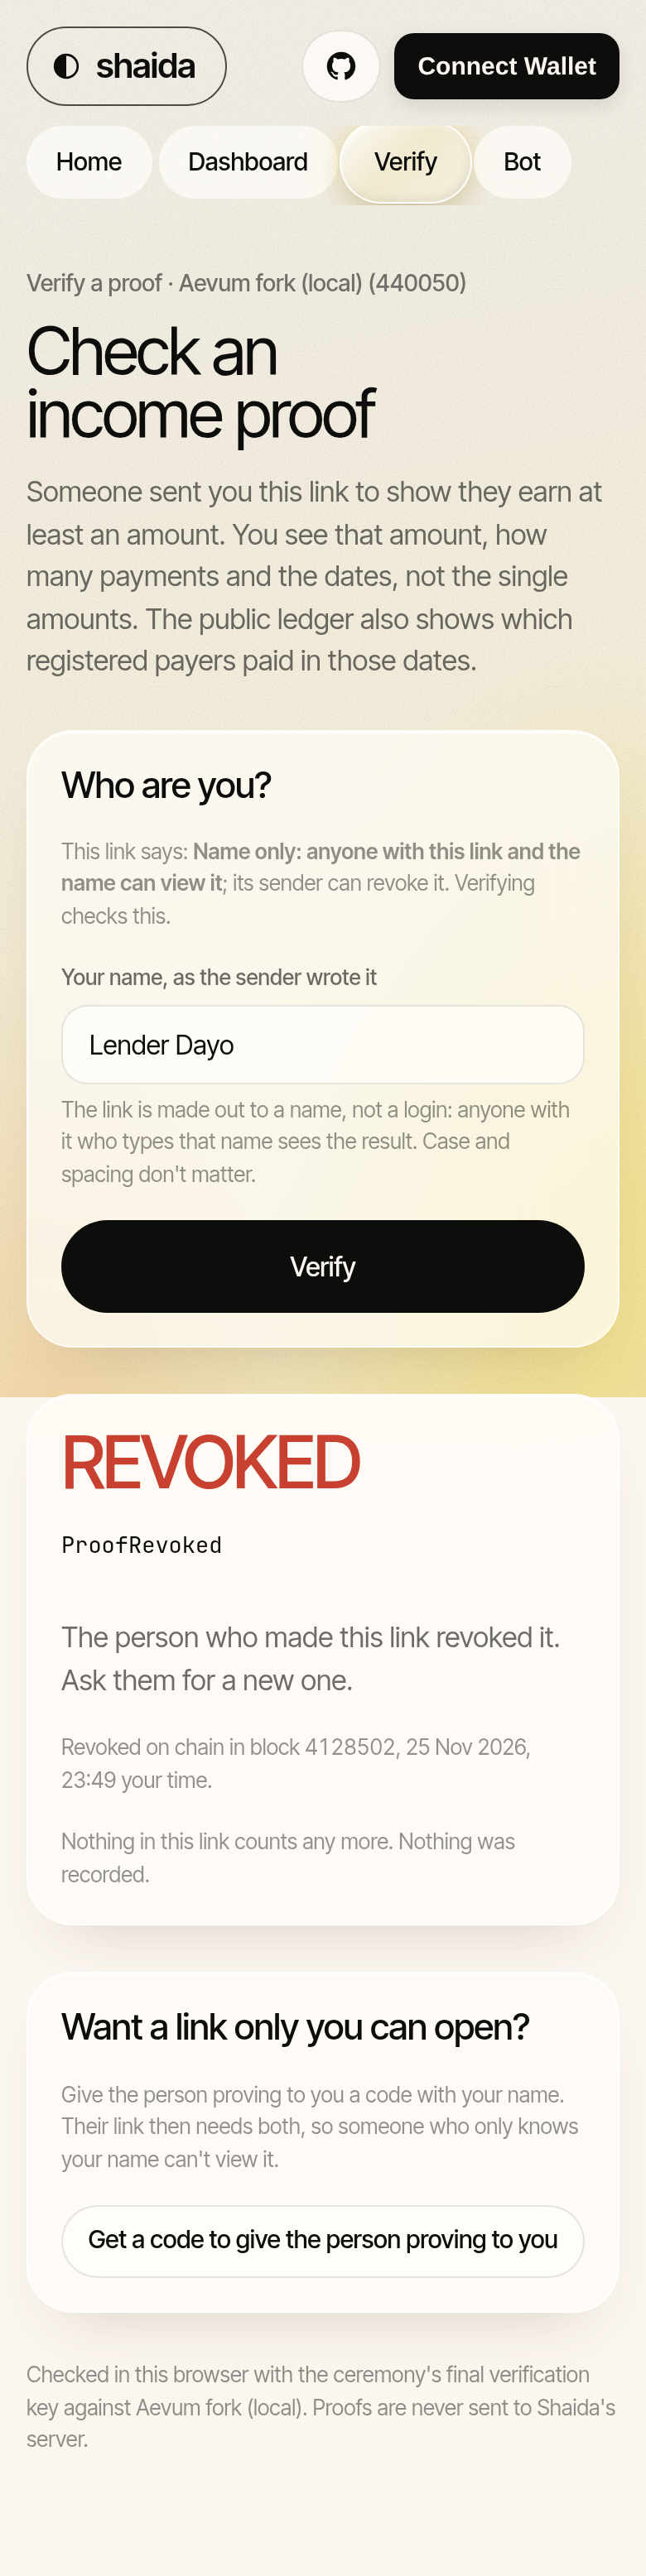 shaida
Connect Wallet
Home
Dashboard
Verify
Bot
Verify a proof · Aevum fork (local) (440050)
Check an
income proof
Someone sent you this link to show they earn at
least an amount. You see that amount, how
many payments and the dates, not the single
amounts. The public ledger also shows which
registered payers paid in those dates.
Who are you?
This link says: Name only: anyone with this link and the
name can view it; its sender can revoke it. Verifying
checks this.
Your name, as the sender wrote it
Lender Dayo
The link is made out to a name, not a login: anyone with
it who types that name sees the result. Case and
spacing don't matter.
Verify
REVOKED
ProofRevoked
The person who made this link revoked it.
Ask them for a new one.
Revoked on chain in block 4128502, 25 Nov 2026,
23:49 your time.
Nothing in this link counts any more. Nothing was
recorded.
Want a link only you can open?
Give the person proving to you a code with your name.
Their link then needs both, so someone who only knows
your name can't view it.
Get a code to give the person proving to you
Checked in this browser with the ceremony's final verification
key against Aevum fork (local). Proofs are never sent to Shaida's
server.